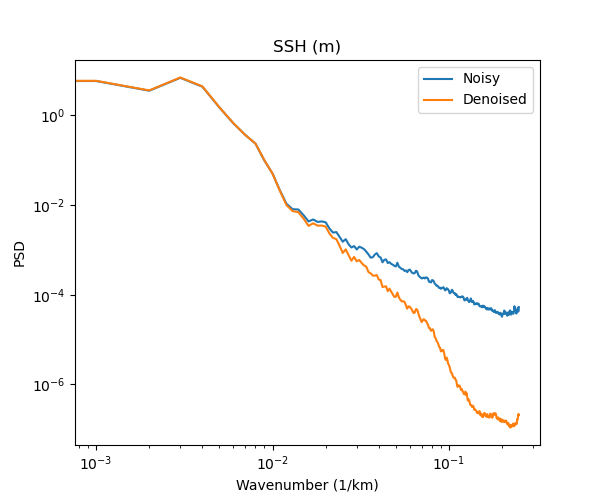 SSH (m)
Noisy
Denoised
10⁰
10⁻²
10⁻⁴
10⁻⁶
PSD
10⁻³
10⁻²
10⁻¹
Wavenumber (1/km)